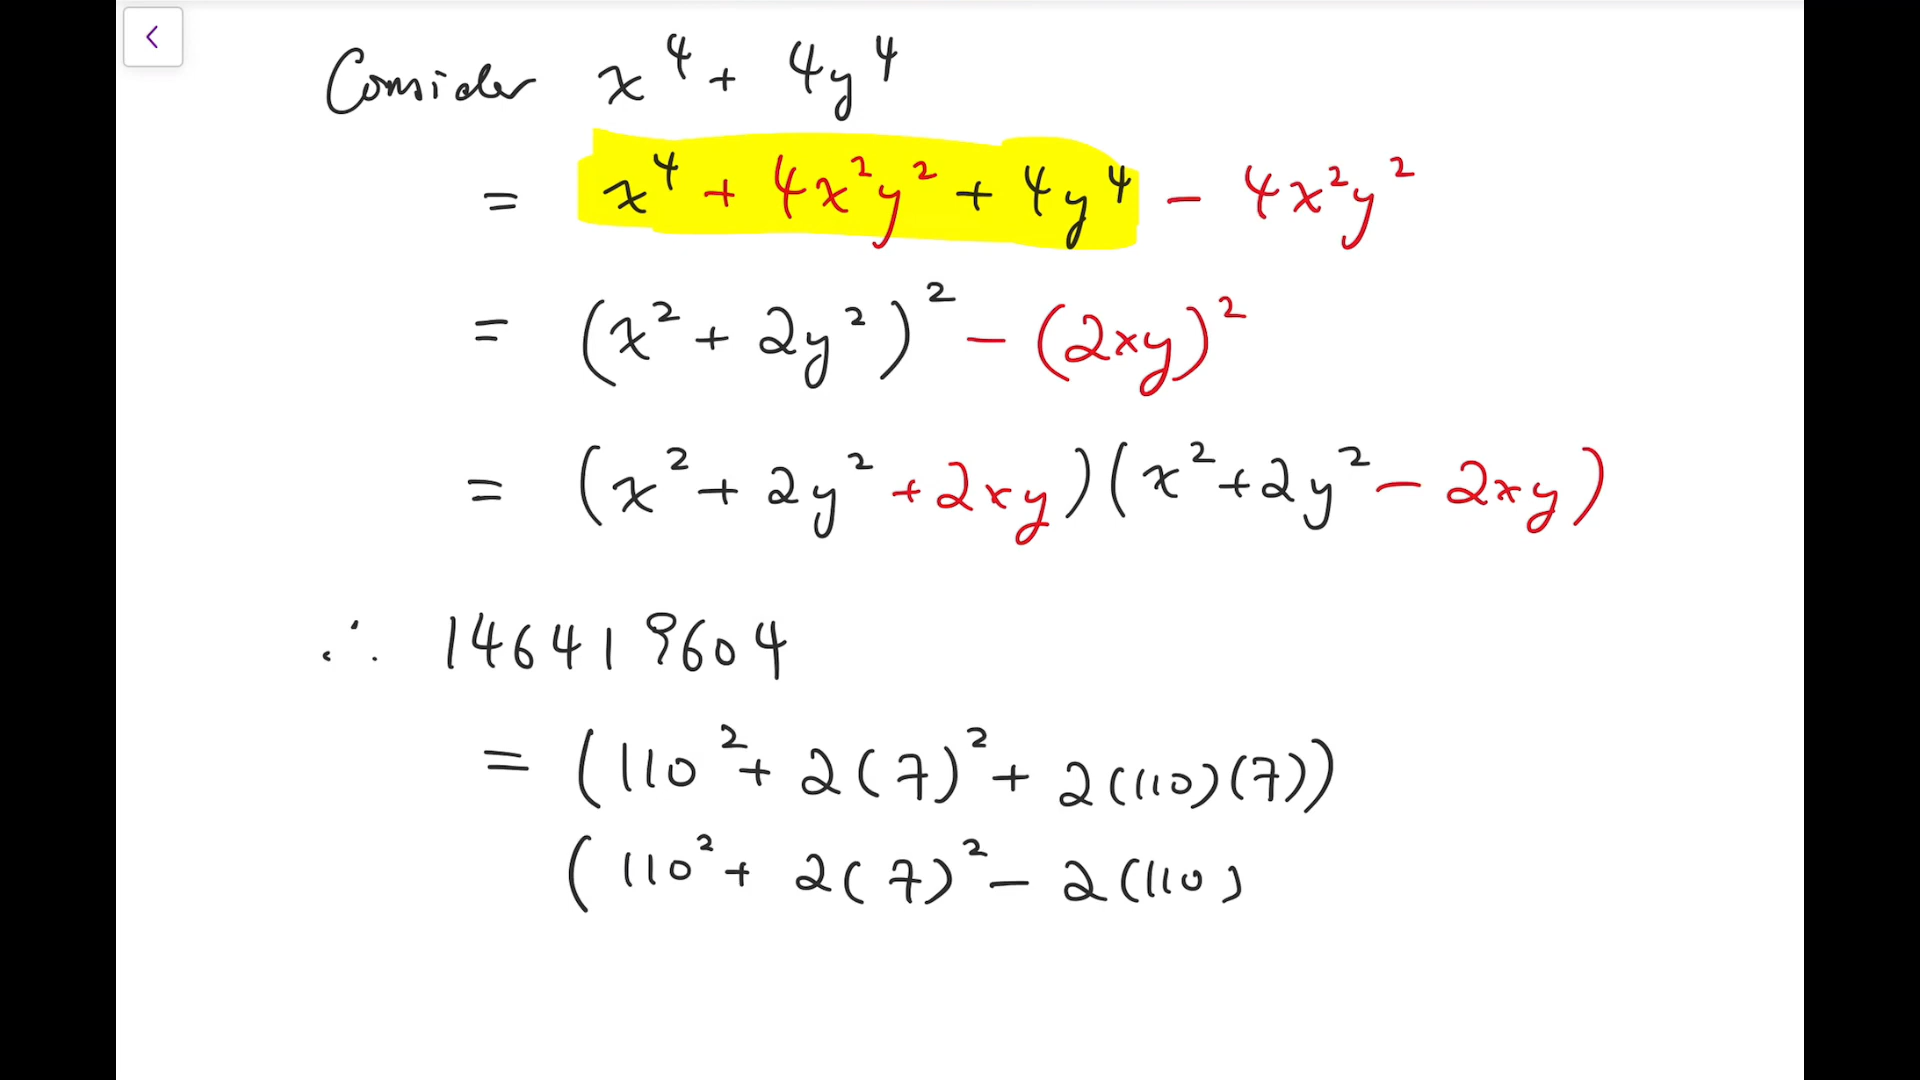 Consider x⁴ + 4y⁴
= x⁴ + 4x²y² + 4y⁴ - 4x²y²
= (x² + 2y²)² - (2xy)²
= (x² + 2y² + 2xy)(x² + 2y² - 2xy)
∴ 146419604
= (110² + 2(7)² + 2(110)(7))
(110² + 2(7)² - 2(110)